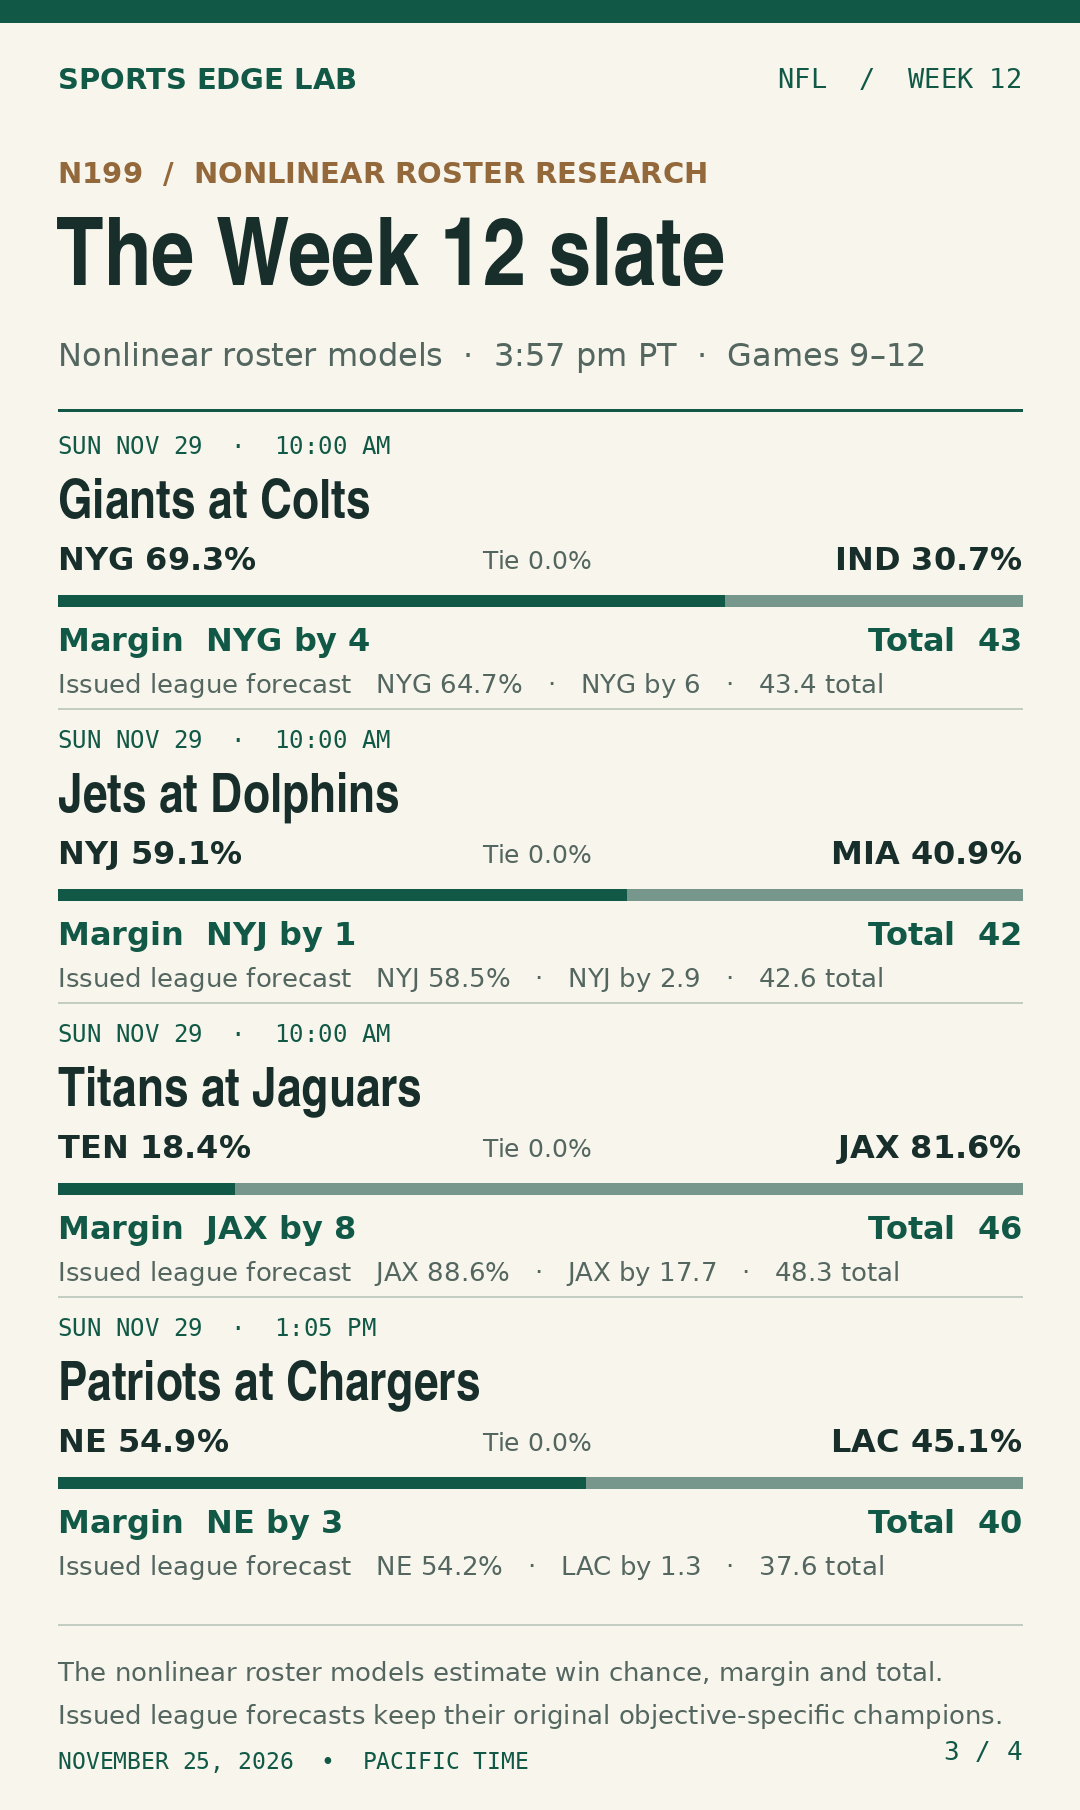 SPORTS EDGE LAB
NFL / WEEK 12
N199 / NONLINEAR ROSTER RESEARCH
The Week 12 slate
Nonlinear roster models · 3:57 pm PT · Games 9–12
SUN NOV 29 · 10:00 AM
Giants at Colts
NYG 69.3% Tie 0.0% IND 30.7%
Margin NYG by 4 Total 43
Issued league forecast NYG 64.7% · NYG by 6 · 43.4 total
SUN NOV 29 · 10:00 AM
Jets at Dolphins
NYJ 59.1% Tie 0.0% MIA 40.9%
Margin NYJ by 1 Total 42
Issued league forecast NYJ 58.5% · NYJ by 2.9 · 42.6 total
SUN NOV 29 · 10:00 AM
Titans at Jaguars
TEN 18.4% Tie 0.0% JAX 81.6%
Margin JAX by 8 Total 46
Issued league forecast JAX 88.6% · JAX by 17.7 · 48.3 total
SUN NOV 29 · 1:05 PM
Patriots at Chargers
NE 54.9% Tie 0.0% LAC 45.1%
Margin NE by 3 Total 40
Issued league forecast NE 54.2% · LAC by 1.3 · 37.6 total
The nonlinear roster models estimate win chance, margin and total.
Issued league forecasts keep their original objective-specific champions.
NOVEMBER 25, 2026 • PACIFIC TIME
3 / 4